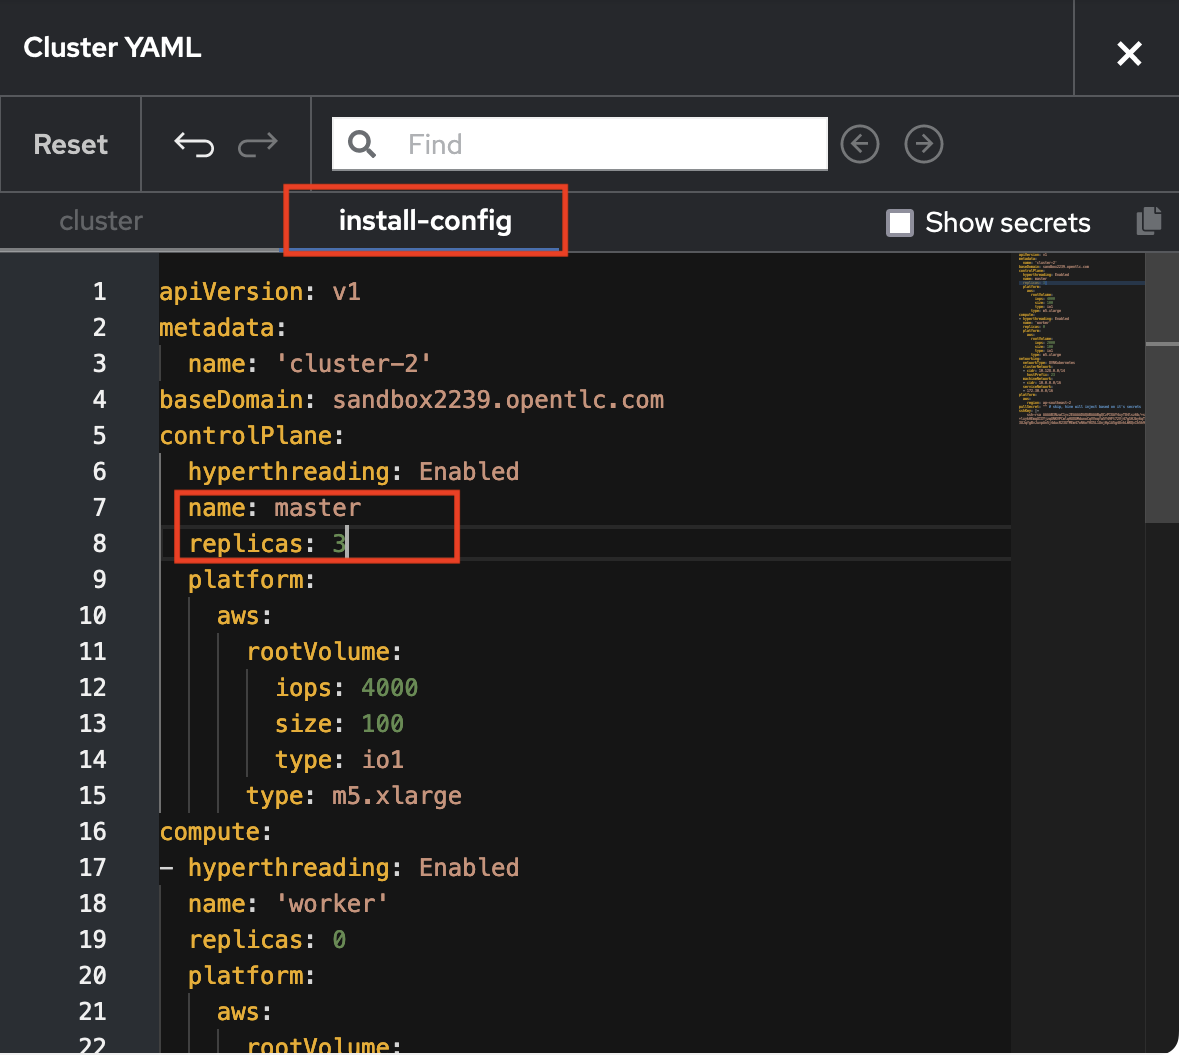 Cluster YAML
Reset
Find
cluster
install-config
Show secrets
1 apiVersion: v1
2 metadata:
3   name: 'cluster-2'
4 baseDomain: sandbox2239.opentlc.com
5 controlPlane:
6   hyperthreading: Enabled
7   name: master
8   replicas: 3
9   platform:
10     aws:
11       rootVolume:
12         iops: 4000
13         size: 100
14         type: io1
15       type: m5.xlarge
16 compute:
17 - hyperthreading: Enabled
18   name: 'worker'
19   replicas: 0
20   platform:
21     aws:
22       rootVolume: